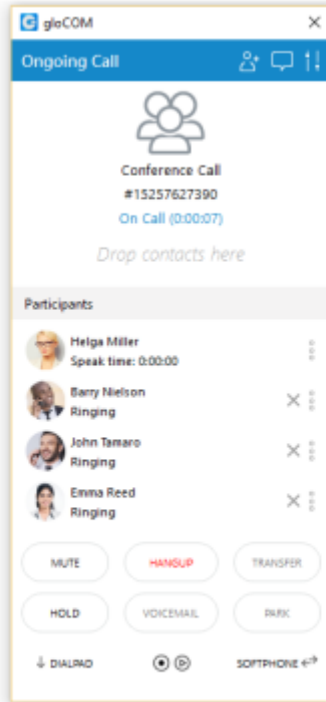 gloCOM
Ongoing Call
Conference Call
#15257627390
On Call (0:00:07)
Drop contacts here
Participants
Helga Miller
Speak time: 0:00:00
Barry Nielson
Ringing
John Tamaro
Ringing
Emma Reed
Ringing
MUTE HANGUP TRANSFER
HOLD VOICEMAIL PARK
DIALPAD SOFTPHONE